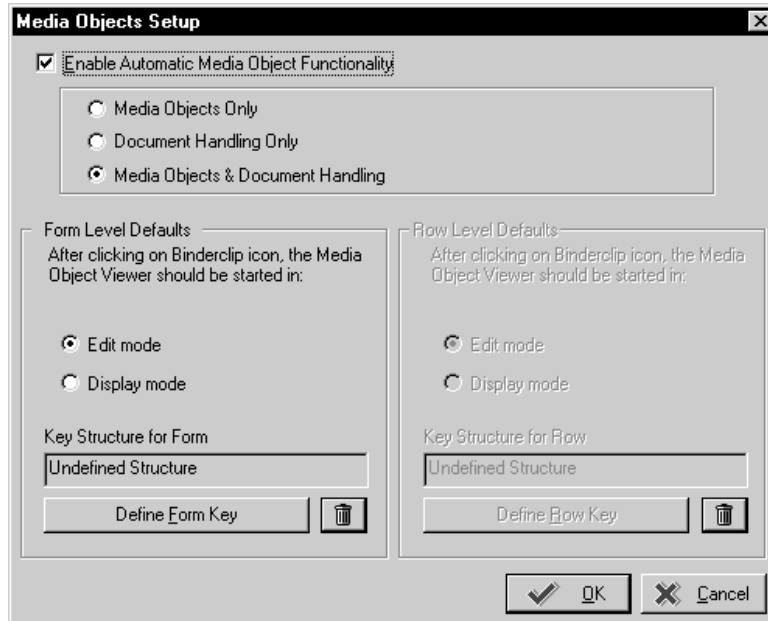 Media Objects Setup
Enable Automatic Media Object Functionality
Media Objects Only
Document Handling Only
Media Objects & Document Handling
Form Level Defaults
After clicking on Binderclip icon, the Media
Object Viewer should be started in:
Edit mode
Display mode
Key Structure for Form
Undefined Structure
Define Form Key
Row Level Defaults
After clicking on Binderclip icon, the Media
Object Viewer should be started in:
Edit mode
Display mode
Key Structure for Row
Undefined Structure
Define Row Key
OK
Cancel